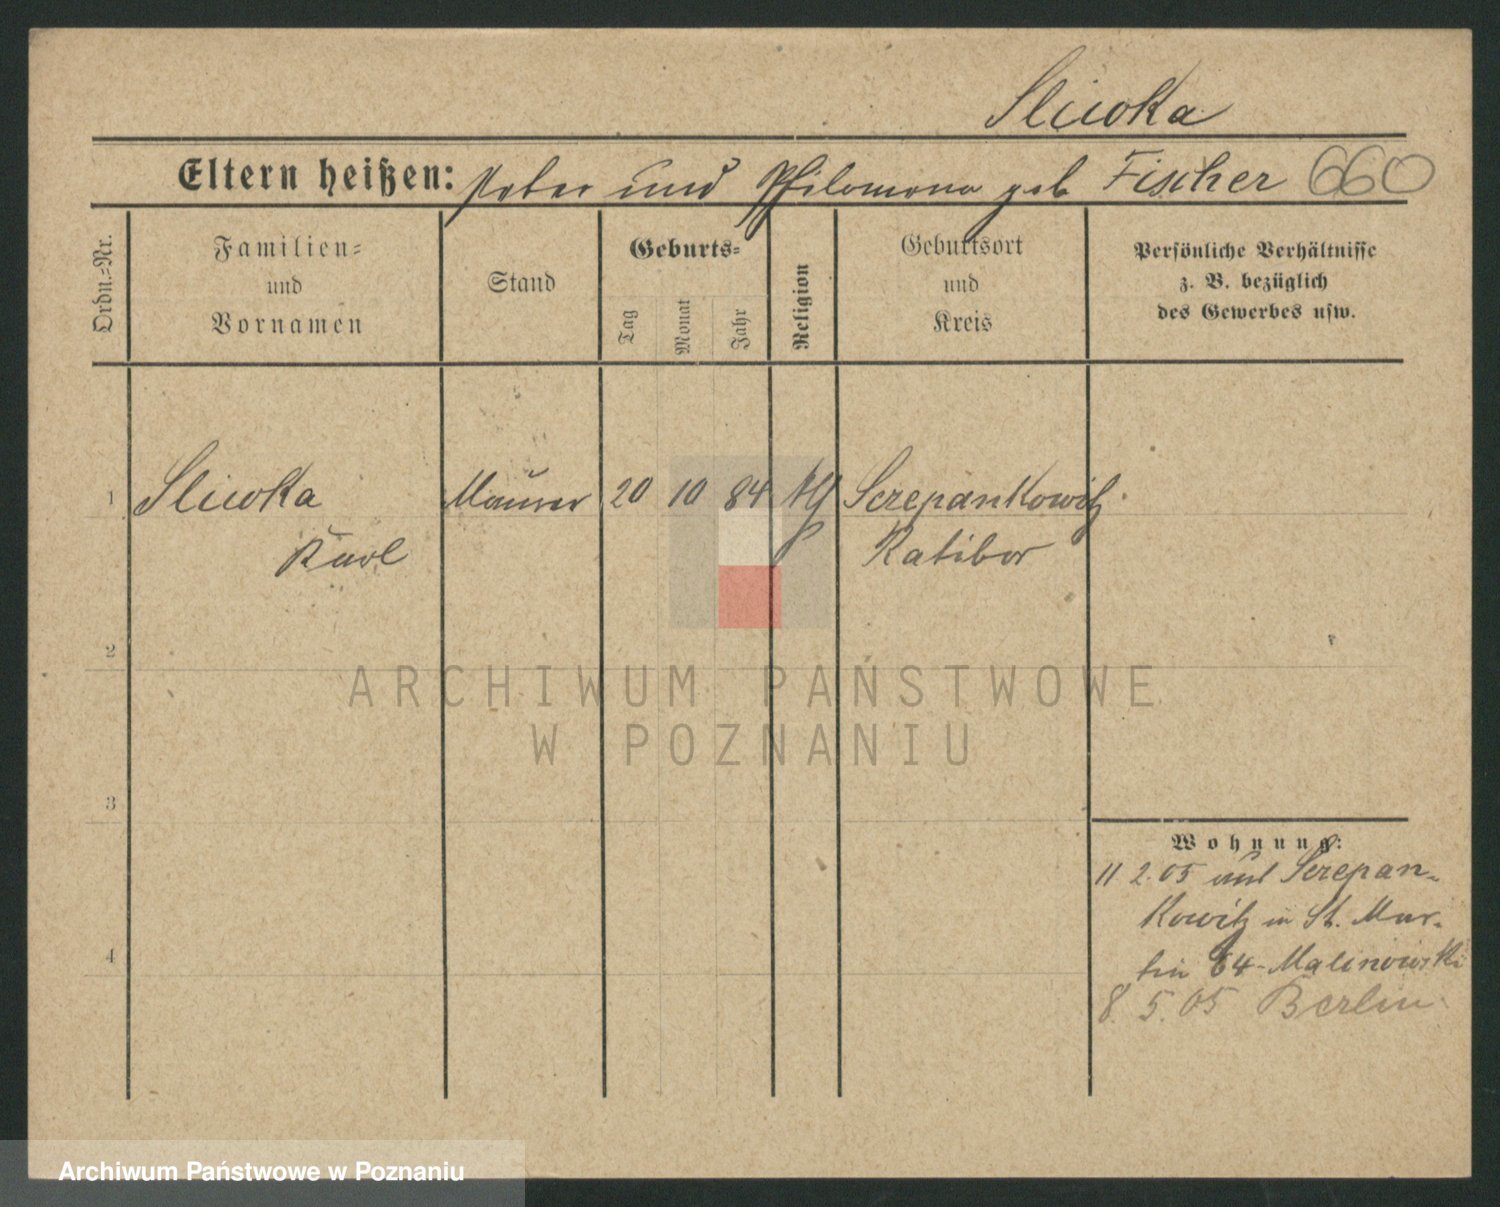 Sliwka
Eltern heißen: Peter und Philomena geb Fischer 660
Ordn.-Nr.
Familien-
und
Vornamen
Stand
Geburts-
Tag
Monat
Jahr
Religion
Geburtsort
und
Kreis
Persönliche Verhältnisse
z. B. bezüglich
des Gewerbes usw.
1 Sliwka Maurer 20 10 84 Szczepankowitz
Karl Ratibor
2
3
4
Wohnung:
11 2. 05 aus Szczepan-
kowitz in St. Mar-
tin 64 - Malinowski
8. 5. 05 Berlin
ARCHIWUM PAŃSTWOWE
W POZNANIU
Archiwum Państwowe w Poznaniu